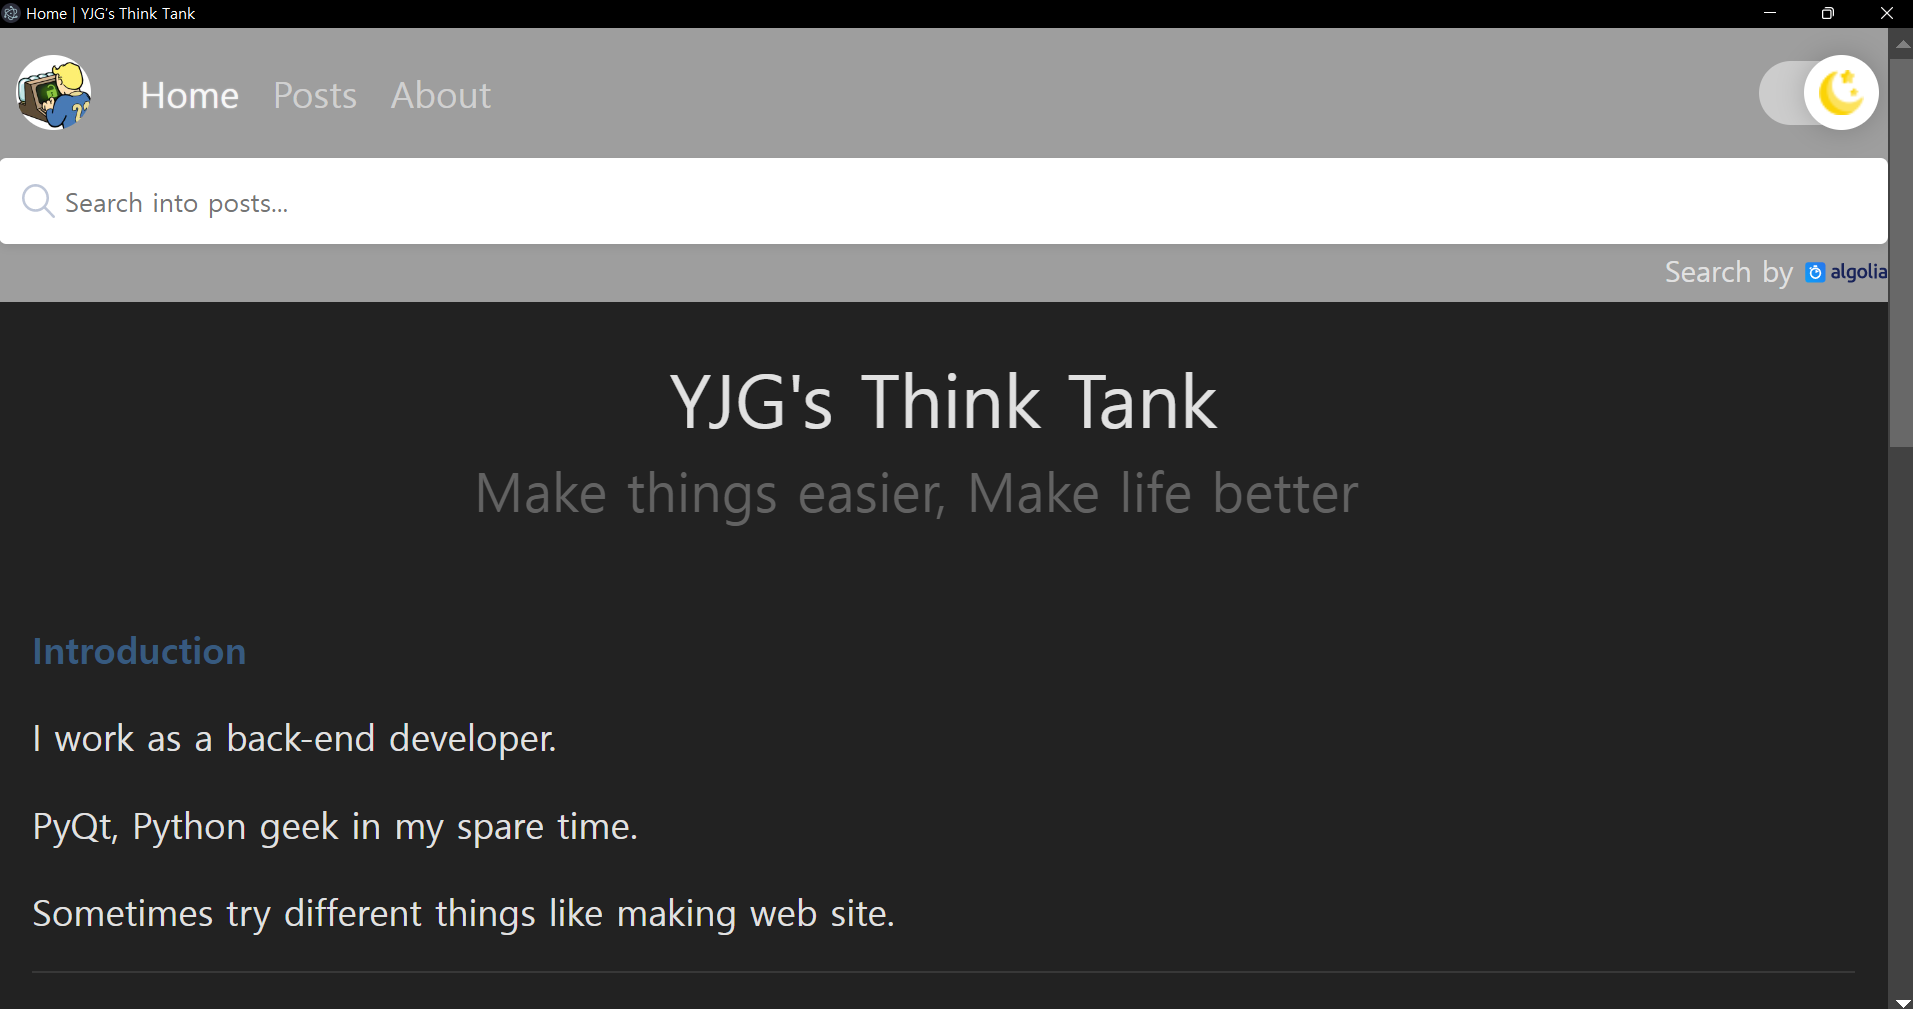 Home | YJG's Think Tank
Home Posts About
Search into posts...
Search by algolia
YJG's Think Tank
Make things easier, Make life better
Introduction
I work as a back-end developer.
PyQt, Python geek in my spare time.
Sometimes try different things like making web site.